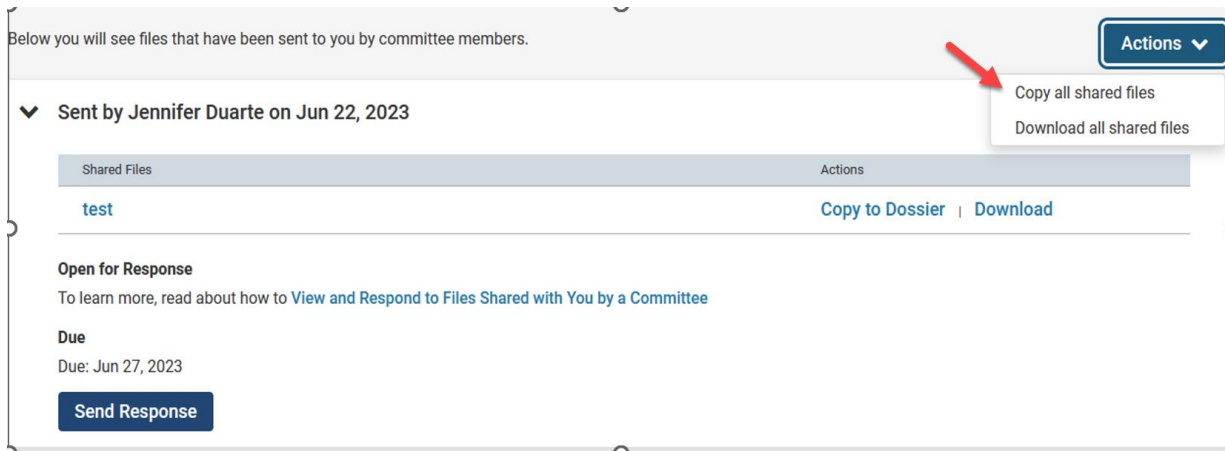 Below you will see files that have been sent to you by committee members.
Actions
Copy all shared files
Download all shared files
Sent by Jennifer Duarte on Jun 22, 2023
Shared Files Actions
test Copy to Dossier | Download
Open for Response
To learn more, read about how to View and Respond to Files Shared with You by a Committee
Due
Due: Jun 27, 2023
Send Response